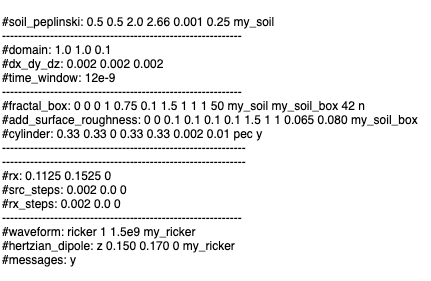 #soil_peplinski: 0.5 0.5 2.0 2.66 0.001 0.25 my_soil
------------------------------------------------------------
#domain: 1.0 1.0 0.1
#dx_dy_dz: 0.002 0.002 0.002
#time_window: 12e-9
------------------------------------------------------------
#fractal_box: 0 0 0 1 0.75 0.1 1.5 1 1 1 50 my_soil my_soil_box 42 n
#add_surface_roughness: 0 0 0.1 0.1 0.1 0.1 1.5 1 1 0.065 0.080 my_soil_box
#cylinder: 0.33 0.33 0 0.33 0.33 0.002 0.01 pec y
-------------------------------------------------------------
-------------------------------------------------------------
#rx: 0.1125 0.1525 0
#src_steps: 0.002 0.0 0
#rx_steps: 0.002 0.0 0
------------------------------------------------------------
#waveform: ricker 1 1.5e9 my_ricker
#hertzian_dipole: z 0.150 0.170 0 my_ricker
#messages: y